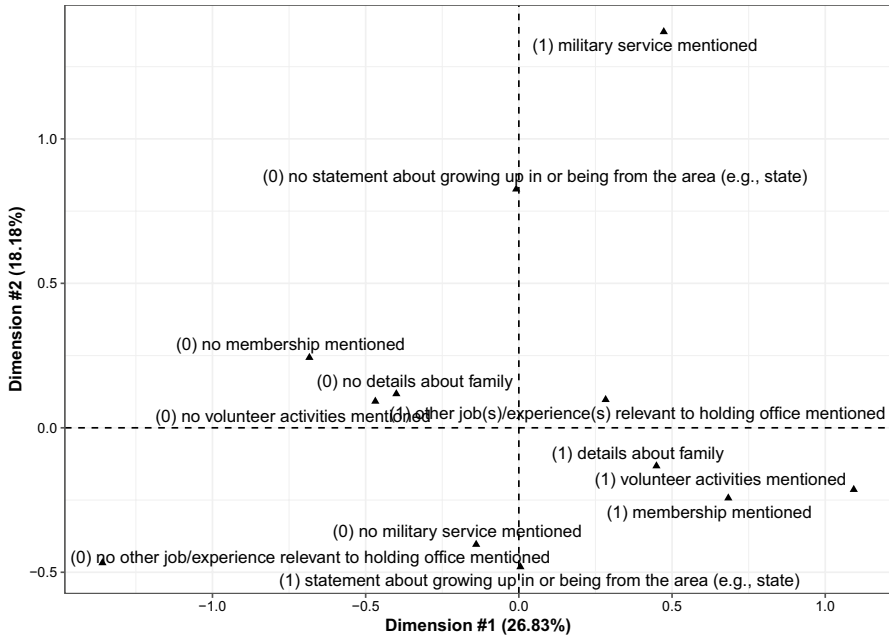 (1) military service mentioned
1.0
(0) no statement about growing up in or being from the area (e.g., state)
Dimension #2 (18.18%)
0.5
(0) no membership mentioned
(0) no details about family
(0) no volunteer activities mentioned
(1) other job(s)/experience(s) relevant to holding office mentioned
0.0
(1) details about family
(1) volunteer activities mentioned
(1) membership mentioned
(0) no military service mentioned
(0) no other job/experience relevant to holding office mentioned
−0.5
(1) statement about growing up in or being from the area (e.g., state)
−1.0 −0.5 0.0 0.5 1.0
Dimension #1 (26.83%)